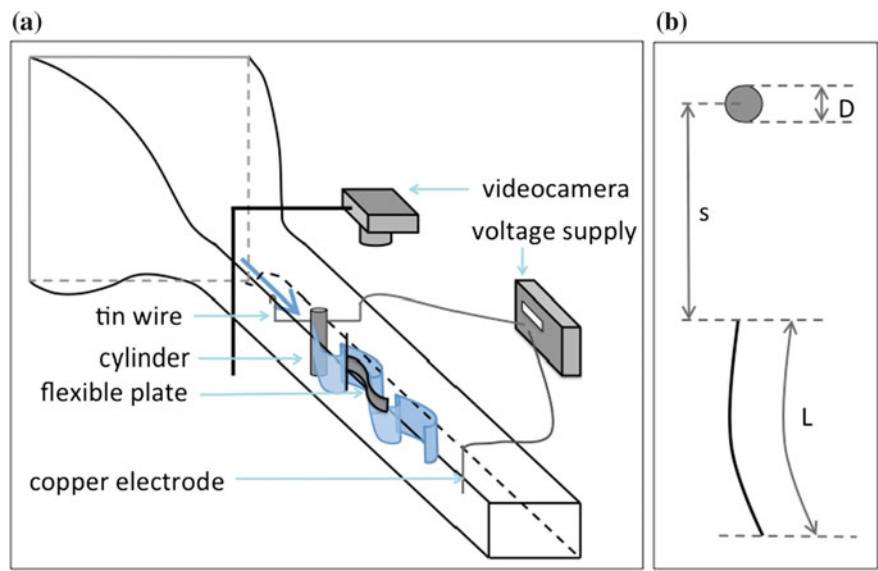 (a)
videocamera
voltage supply
tin wire
cylinder
flexible plate
copper electrode
(b)
D
s
L